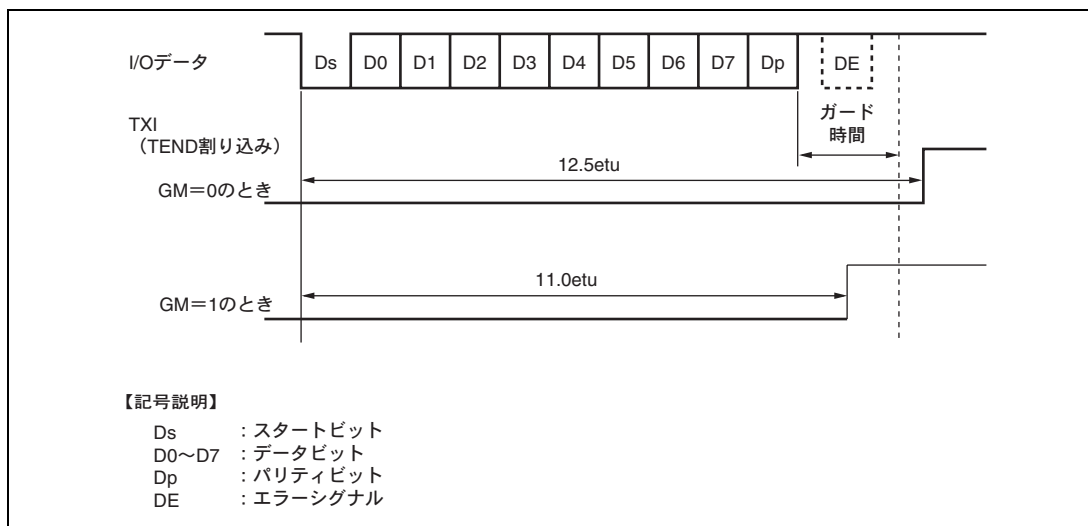 I/Oデータ
Ds D0 D1 D2 D3 D4 D5 D6 D7 Dp DE
ガード
時間
TXI
（TEND割り込み）
12.5etu
GM＝0のとき
11.0etu
GM＝1のとき
【記号説明】
Ds ：スタートビット
D0～D7 ：データビット
Dp ：パリティビット
DE ：エラーシグナル